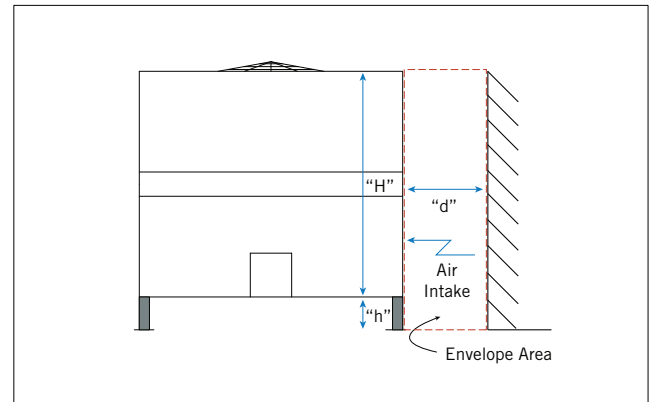 “H”
“d”
Air
Intake
“h”
Envelope Area